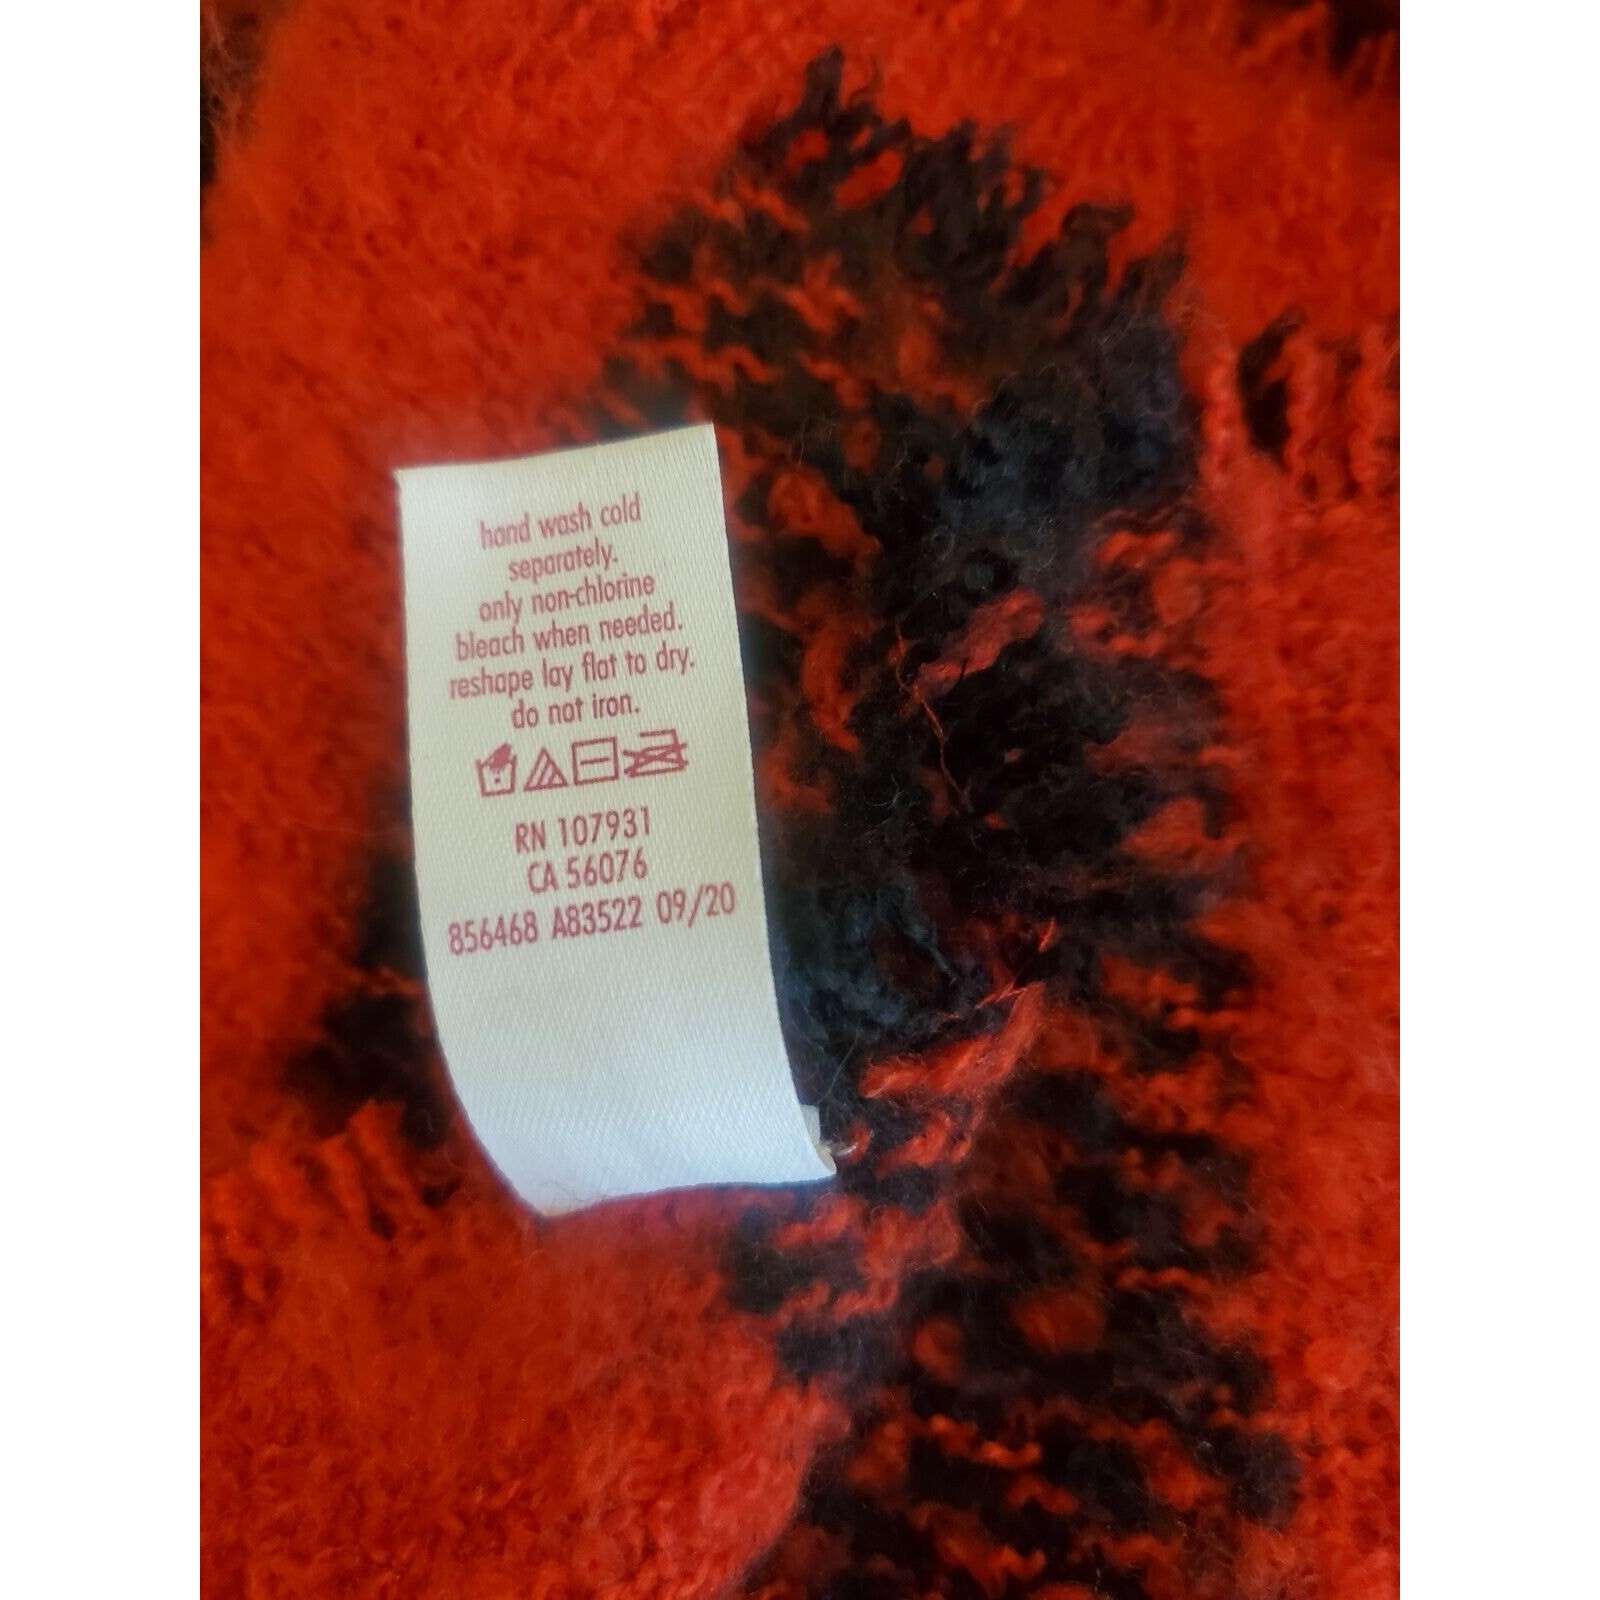 hand wash cold
separately.
only non-chlorine
bleach when needed.
reshape lay flat to dry.
do not iron.
RN 107931
CA 56076
856468 A83522 09/20